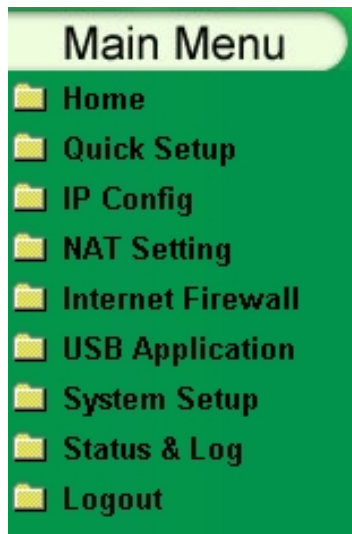 Main Menu
Home
Quick Setup
IP Config
NAT Setting
Internet Firewall
USB Application
System Setup
Status & Log
Logout